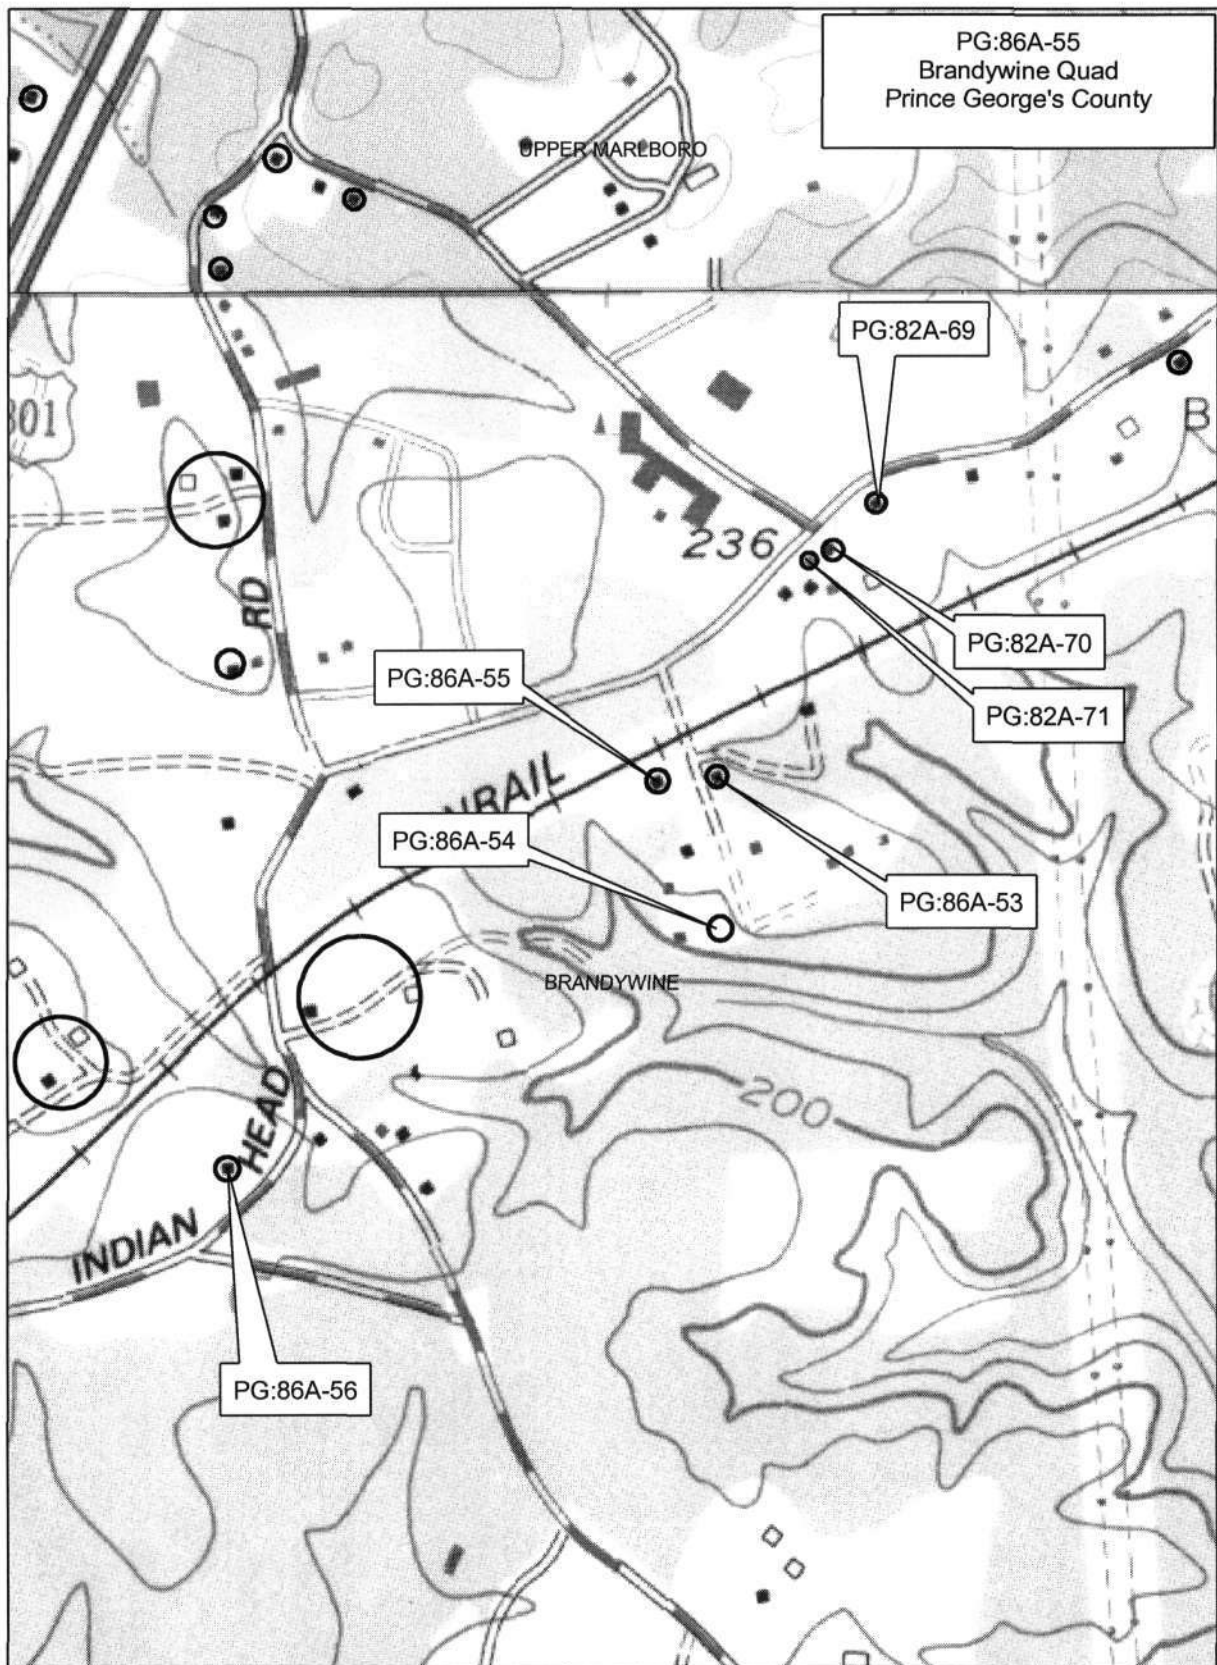 PG:86A-55
Brandywine Quad
Prince George's County
UPPER MARLBORO
PG:82A-69
301
B
236
RD
PG:82A-70
PG:86A-55
PG:82A-71
NRAIL
PG:86A-54
PG:86A-53
BRANDYWINE
200
INDIAN HEAD
PG:86A-56